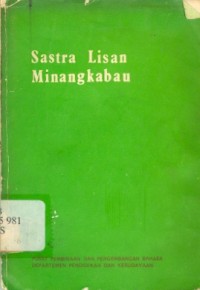 Sastra Lisan
Minangkabau
5 981
S
PUSAT PEMBINAAN DAN PENGEMBANGAN BAHASA
DEPARTEMEN PENDIDIKAN DAN KEBUDAYAAN